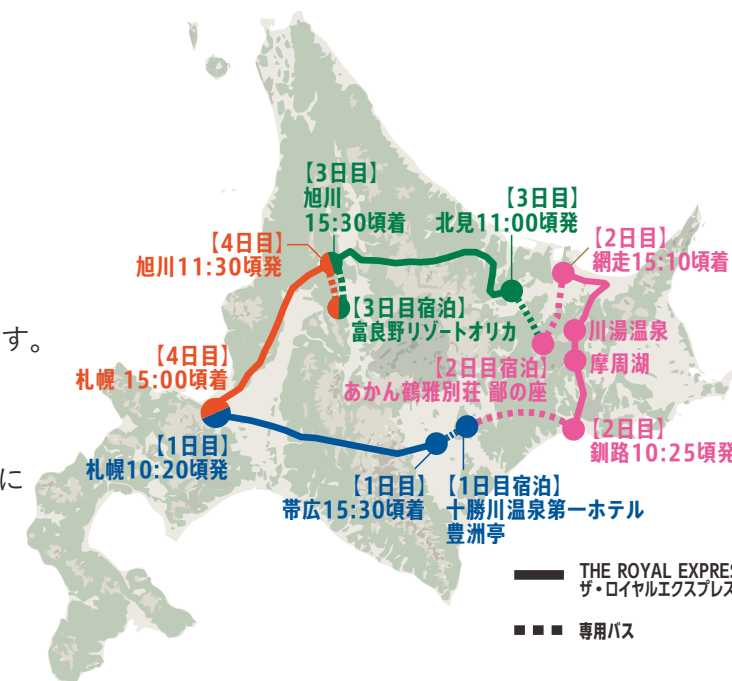 【3日目】
旭川
15:30頃着
【3日目】
北見11:00頃発
【4日目】
旭川11:30頃発
【2日目】
網走15:10頃着
【3日目宿泊】
富良野リゾートオリカ
川湯温泉
摩周湖
す。
【4日目】
札幌 15:00頃着
【2日目宿泊】
あかん鶴雅別荘 鄙の座
【1日目】
札幌10:20頃発
【2日目】
釧路10:25頃発
に
【1日目】
帯広15:30頃着
【1日目宿泊】
十勝川温泉第一ホテル
豊洲亭
THE ROYAL EXPRES
ザ・ロイヤルエクスプレス
専用バス